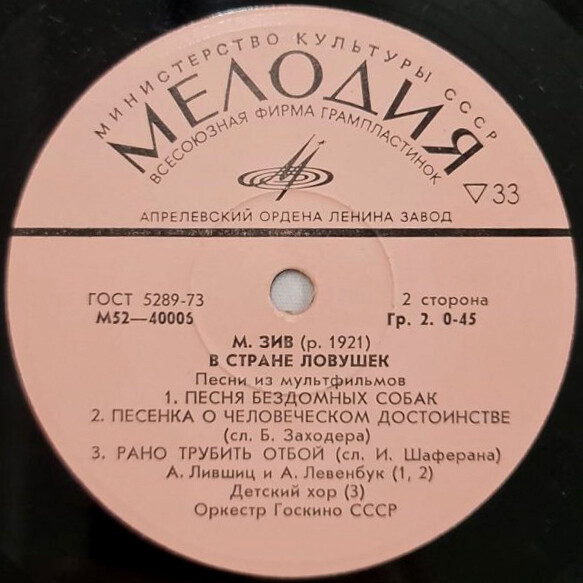 МИНИСТЕРСТВО КУЛЬТУРЫ СССР
МЕЛОДИЯ
ВСЕСОЮЗНАЯ ФИРМА ГРАМПЛАСТИНОК
▽ 33
АПРЕЛЕВСКИЙ ОРДЕНА ЛЕНИНА ЗАВОД
ГОСТ 5289-73
2 сторона
М52—40006
Гр. 2. 0-45
М. ЗИВ (р. 1921)
В СТРАНЕ ЛОВУШЕК
Песни из мультфильмов
1. ПЕСНЯ БЕЗДОМНЫХ СОБАК
2. ПЕСЕНКА О ЧЕЛОВЕЧЕСКОМ ДОСТОИНСТВЕ
(сл. Б. Заходера)
3. РАНО ТРУБИТЬ ОТБОЙ (сл. И. Шаферана)
А. Лившиц и А. Левенбук (1, 2)
Детский хор (3)
Оркестр Госкино СССР